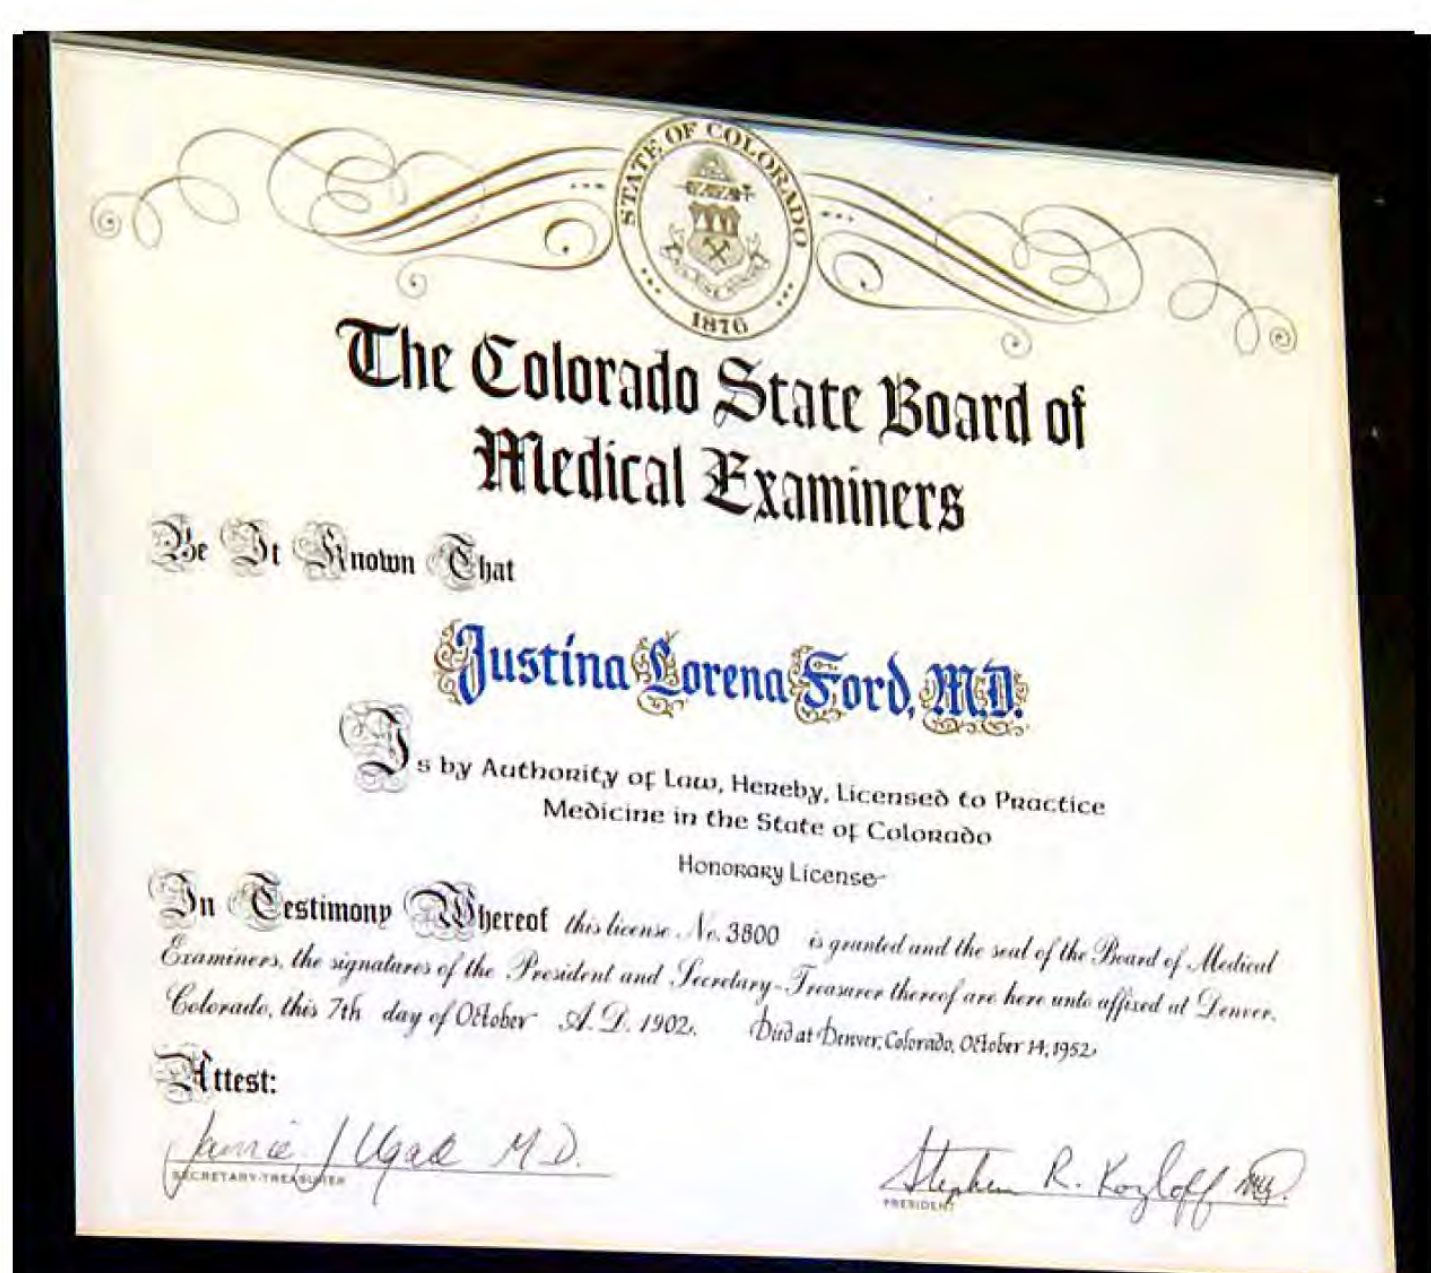 STATE OF COLORADO
1876
The Colorado State Board of
Medical Examiners
Be It Known That
Justina Lorena Ford, M.D.
Is by Authority of Law, Hereby, Licensed to Practice
Medicine in the State of Colorado
Honorary License
In Testimony Whereof this license No. 3800 is granted and the seal of the Board of Medical
Examiners, the signatures of the President and Secretary-Treasurer thereof are here unto affixed at Denver,
Colorado, this 7th day of October A.D. 1902. Died at Denver, Colorado, October 14, 1952
Attest:
M.D.
Stephen R. Kozloff
SECRETARY-TREASURER
PRESIDENT